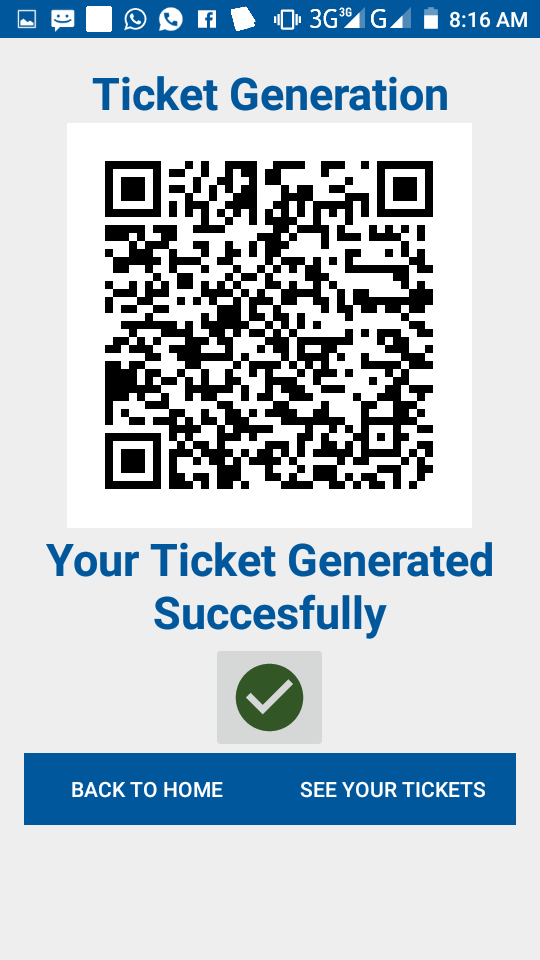 3G 3G G 8:16 AM
Ticket Generation
Your Ticket Generated
Succesfully
BACK TO HOME SEE YOUR TICKETS